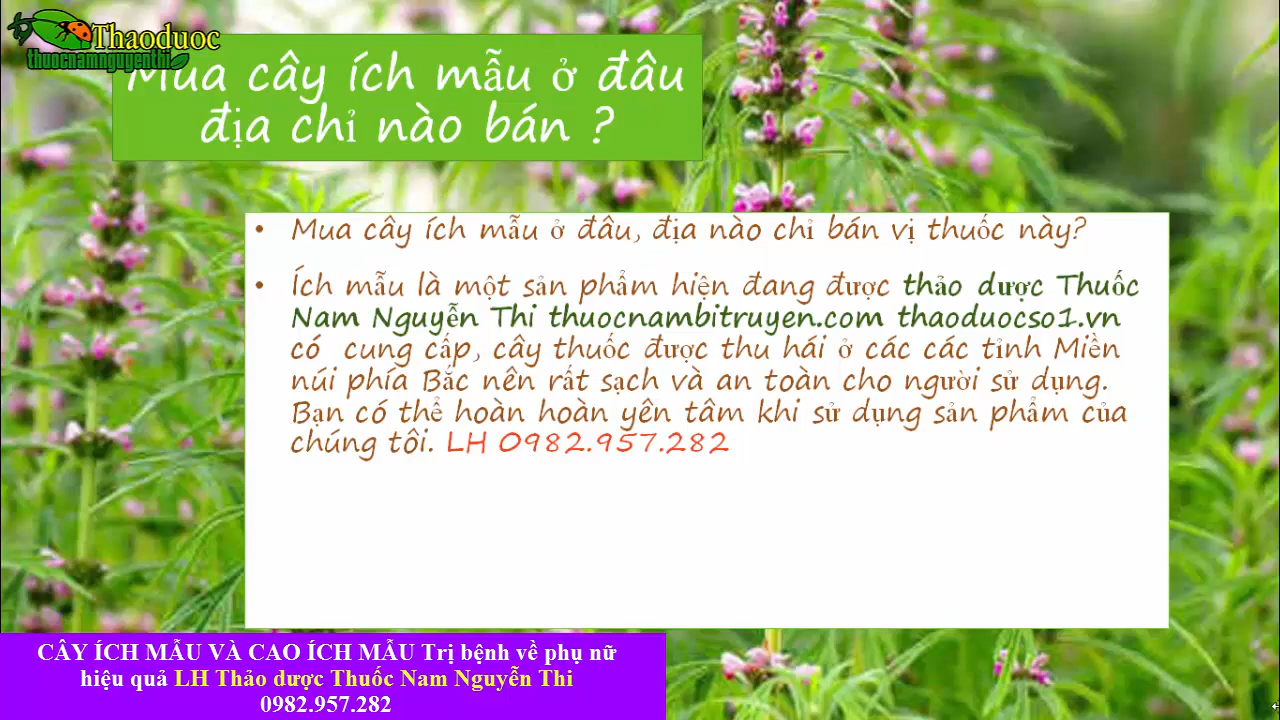 Thaoduoc
thuocnamnguyenthi
Mua cây ích mẫu ở đâu
địa chỉ nào bán ?
• Mua cây ích mẫu ở đâu, địa nào chỉ bán vị thuốc này?
• Ích mẫu là một sản phẩm hiện đang được thảo dược Thuốc
Nam Nguyễn Thi thuocnambitruyen.com thaoduocso1.vn
có cung cấp, cây thuốc được thu hái ở các các tỉnh Miền
núi phía Bắc nên rất sạch và an toàn cho người sử dụng.
Bạn có thể hoàn hoàn yên tâm khi sử dụng sản phẩm của
chúng tôi. LH 0982.957.282
CÂY ÍCH MẪU VÀ CAO ÍCH MẪU Trị bệnh về phụ nữ
hiệu quả LH Thảo dược Thuốc Nam Nguyễn Thi
0982.957.282